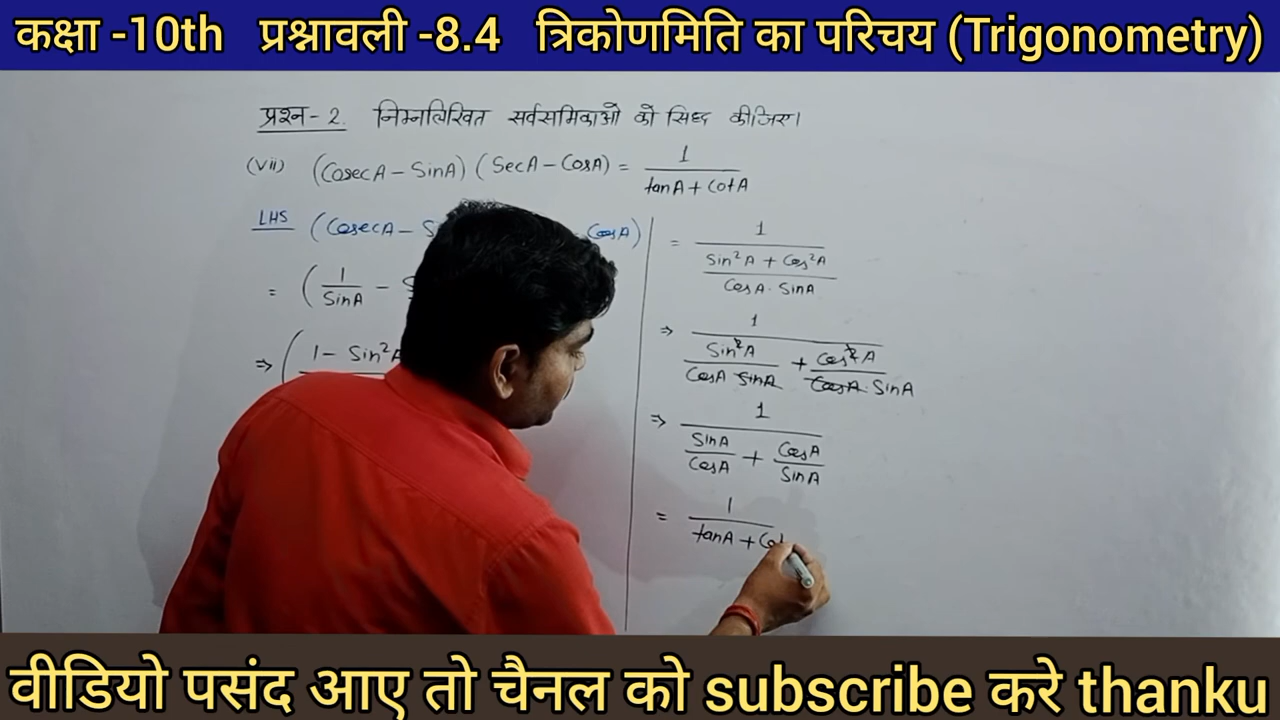 कक्षा -10th प्रश्नावली -8.4 त्रिकोणमिति का परिचय (Trigonometry)
प्रश्न- 2. निम्नलिखित सर्वसमिकाओं को सिद्ध कीजिए।
(vii) (CosecA - SinA) (SecA - CosA) = 1 / (tanA + CotA)
LHS (CosecA - S CosA)
= ( 1/SinA - S
⇒ ( 1 - Sin²A
= 1 / ((Sin²A + Cos²A) / (CosA · SinA))
⇒ 1 / (Sin²A / (CosA SinA) + Cos²A / (CosA · SinA))
⇒ 1 / (SinA/CosA + CosA/SinA)
= 1 / (tanA + Cot
वीडियो पसंद आए तो चैनल को subscribe करे thanku